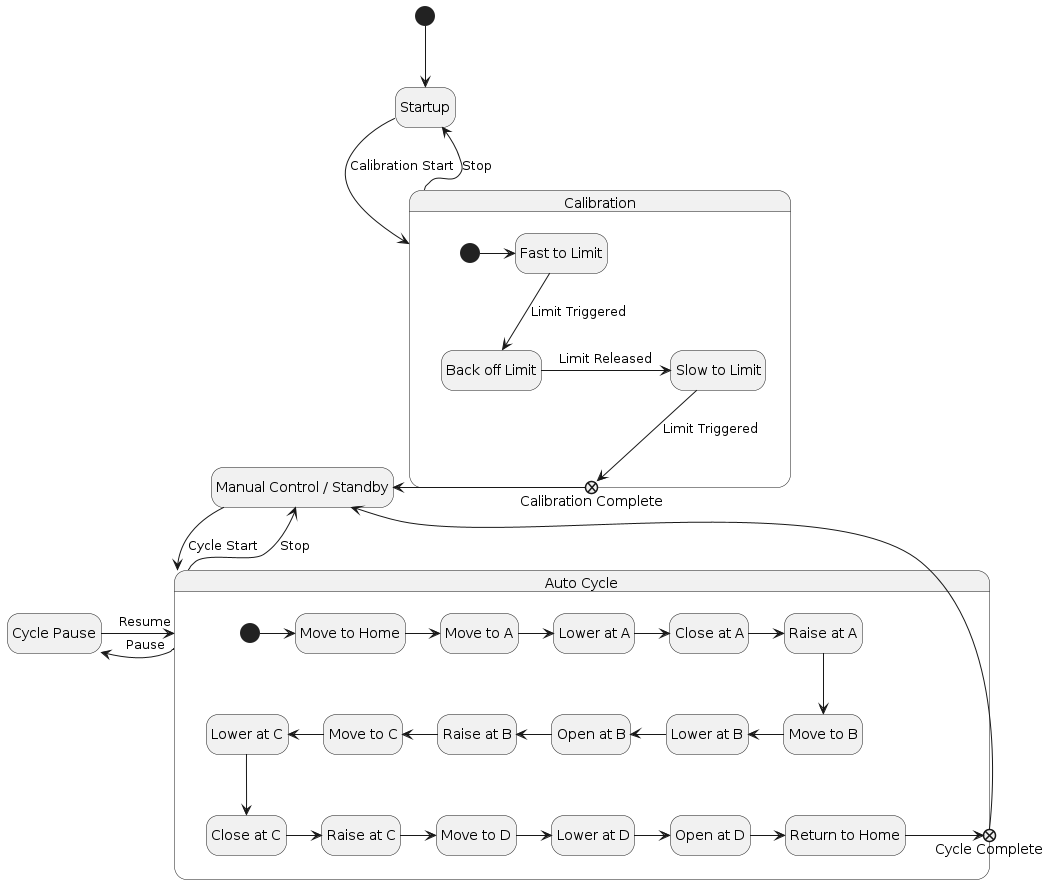 Startup
Calibration Start
Stop
Calibration
Fast to Limit
Limit Triggered
Back off Limit
Limit Released
Slow to Limit
Limit Triggered
Manual Control / Standby
Calibration Complete
Cycle Start
Stop
Auto Cycle
Cycle Pause
Resume
Pause
Move to Home
Move to A
Lower at A
Close at A
Raise at A
Lower at C
Move to C
Raise at B
Open at B
Lower at B
Move to B
Close at C
Raise at C
Move to D
Lower at D
Open at D
Return to Home
Cycle Complete